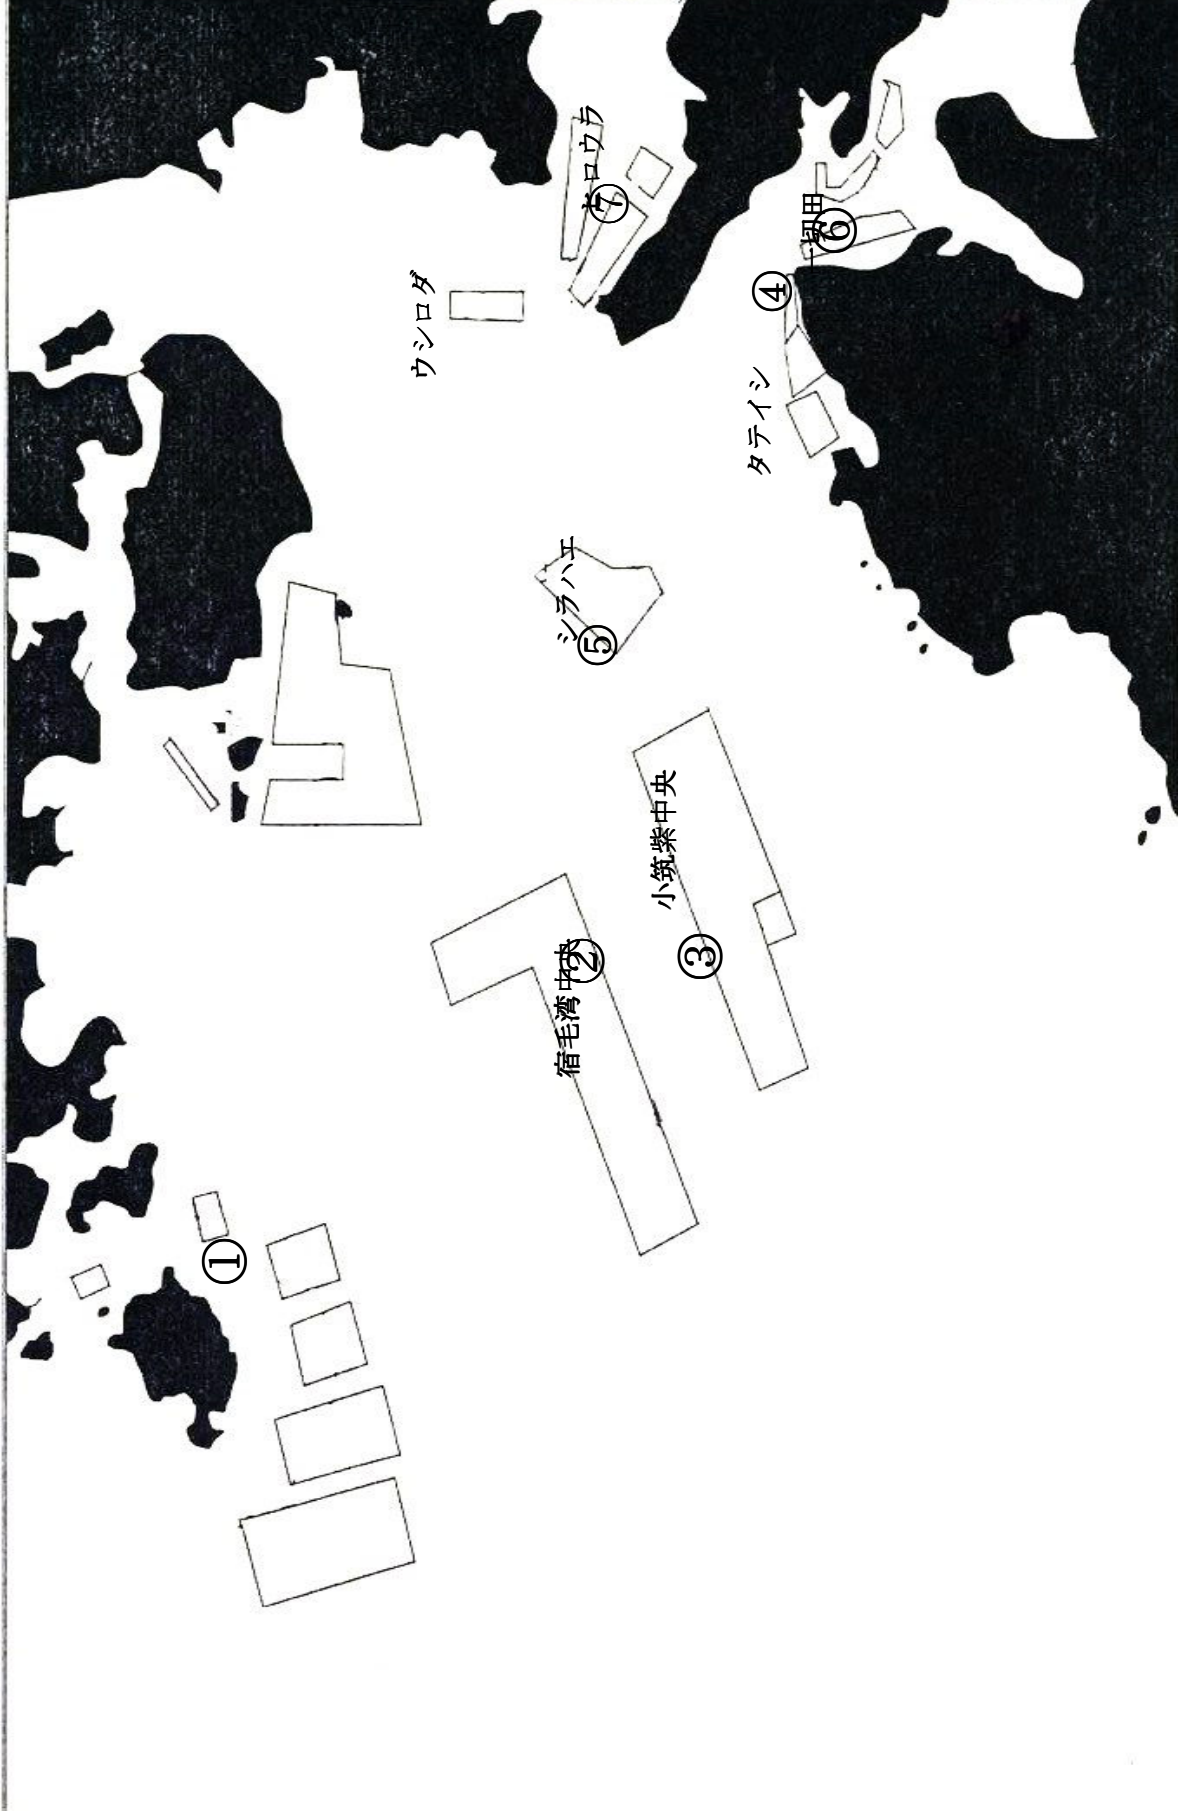 ①
ウシロダ
宿毛湾中央
②
シラハエ
⑤
ヒロウラ
⑦
小筑紫中央
③
タテイシ
④
一切田
⑥